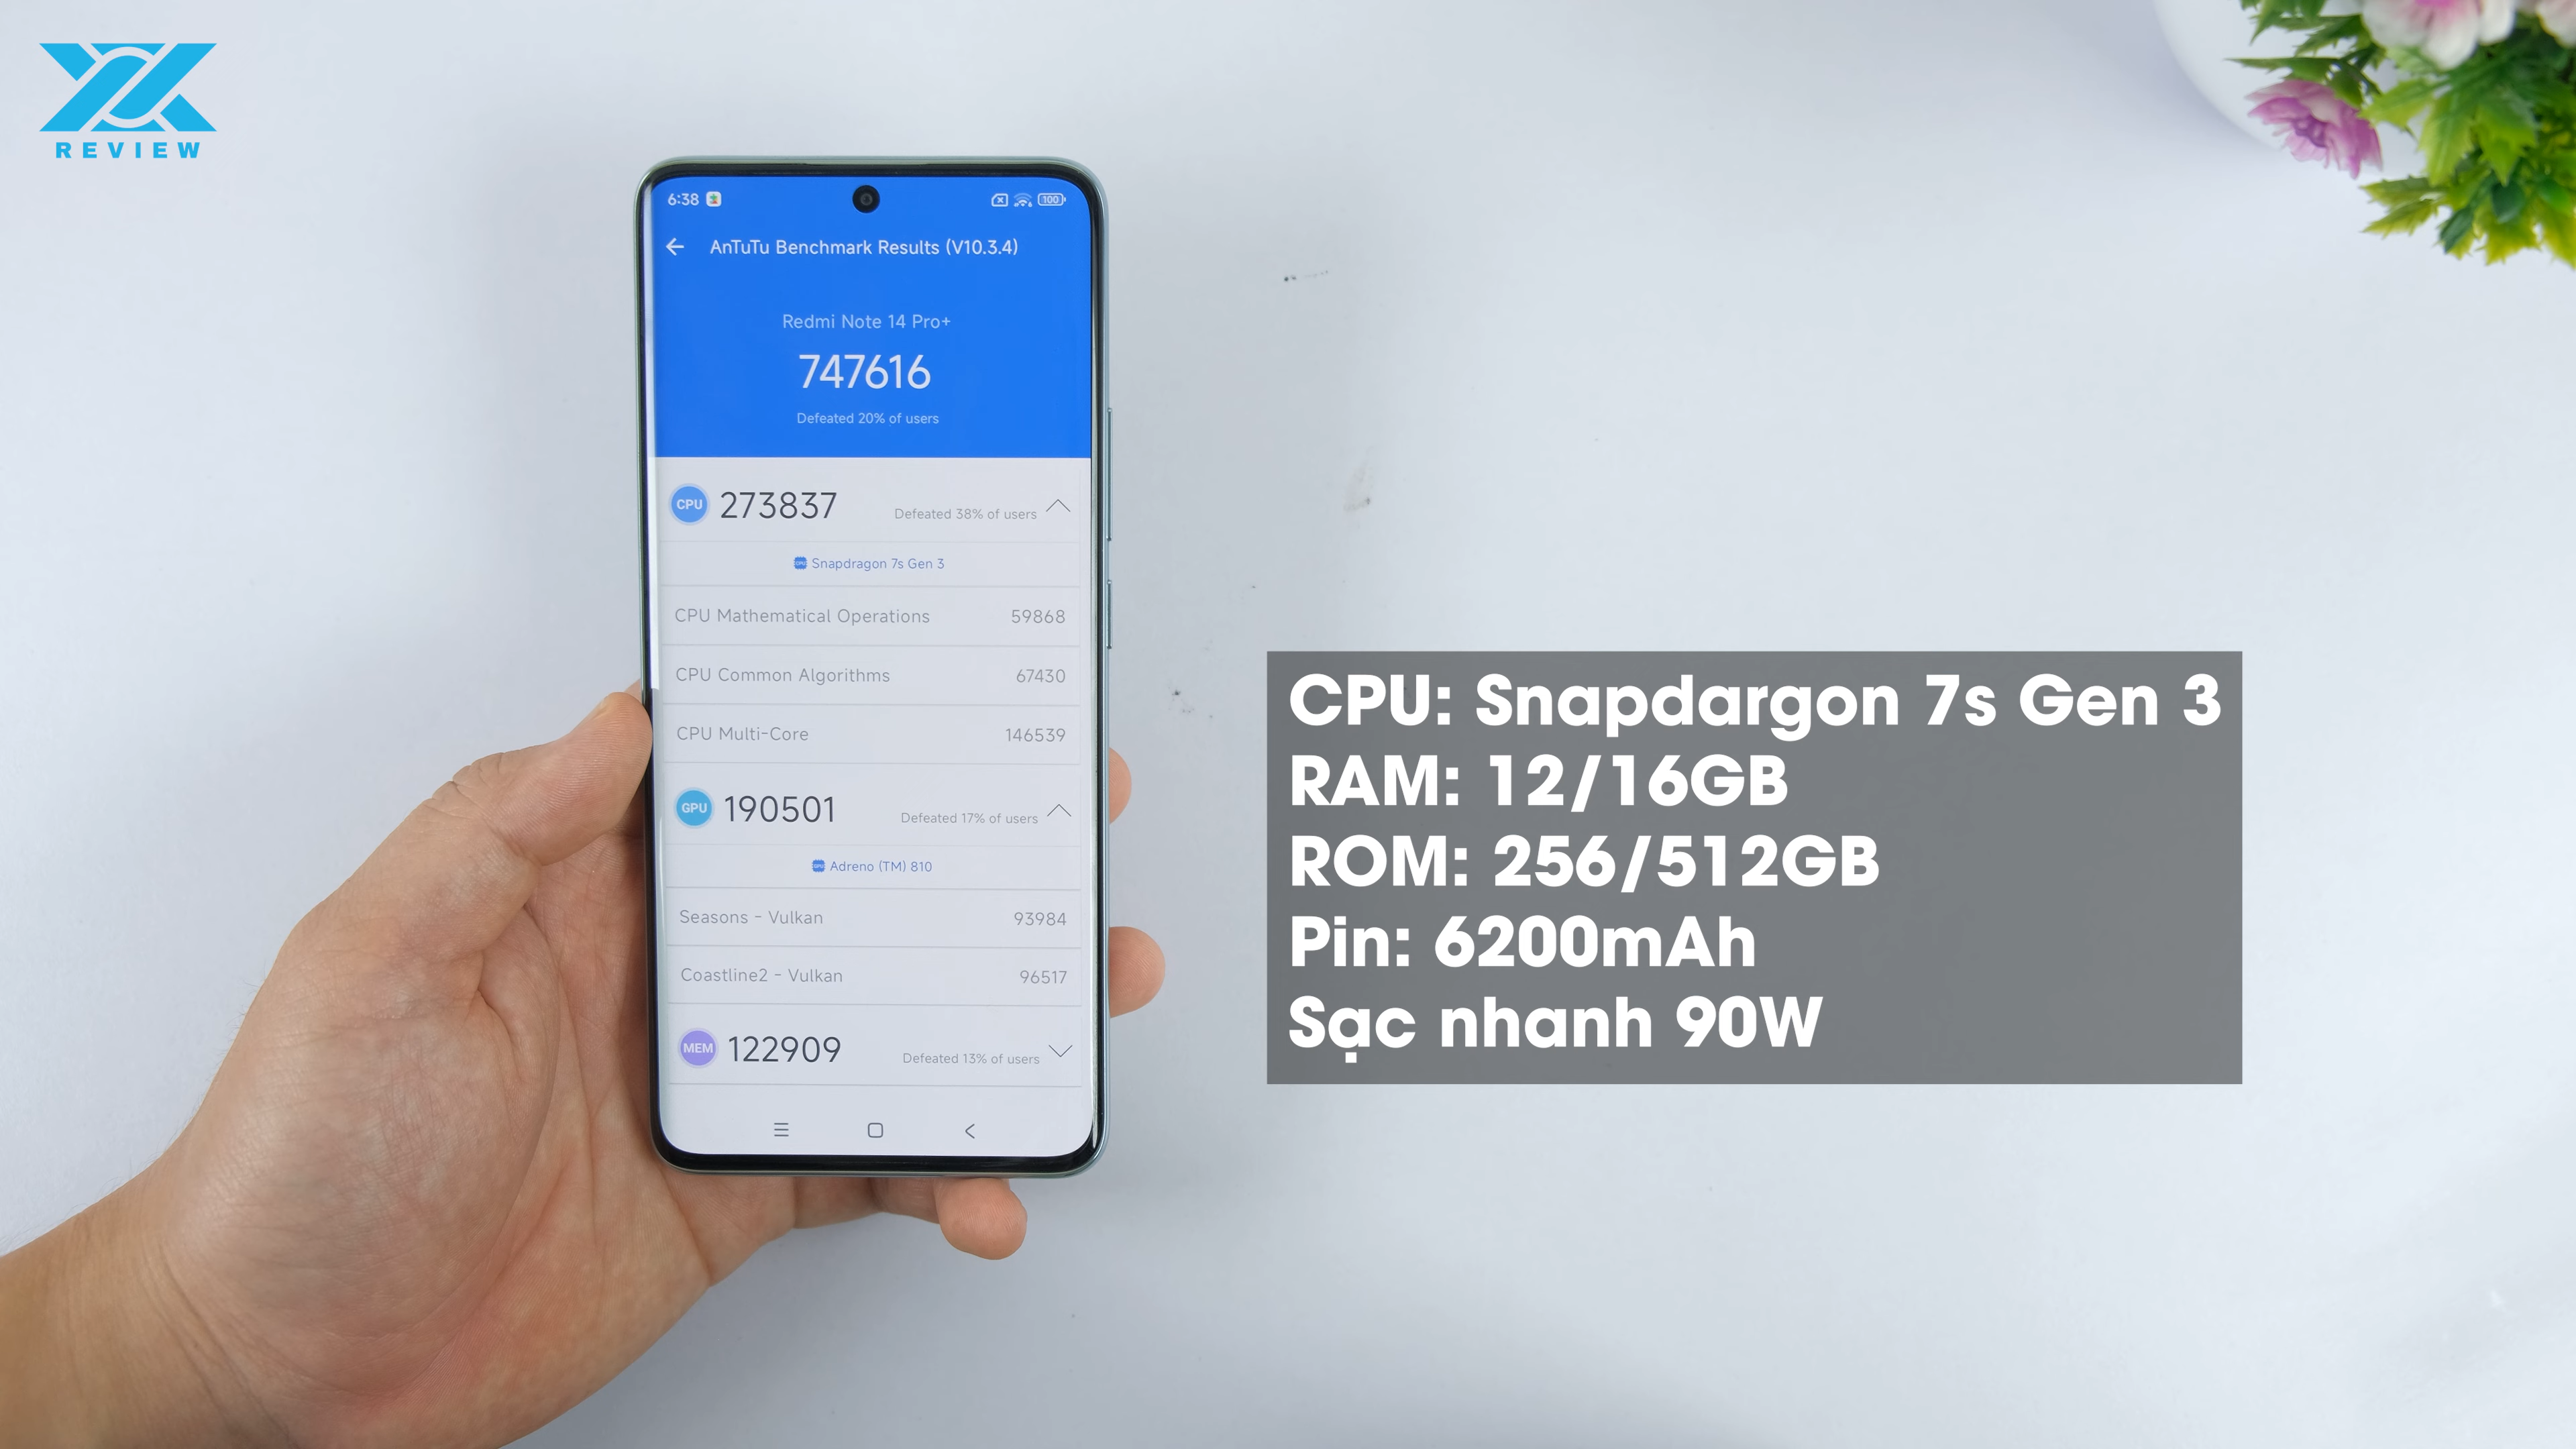 REVIEW
6:38
100
AnTuTu Benchmark Results (V10.3.4)
Redmi Note 14 Pro+
747616
Defeated 20% of users
CPU 273837 Defeated 38% of users
Snapdragon 7s Gen 3
CPU Mathematical Operations 59868
CPU Common Algorithms 67430
CPU Multi-Core 146539
GPU 190501 Defeated 17% of users
Adreno (TM) 810
Seasons - Vulkan 93984
Coastline2 - Vulkan 96517
MEM 122909 Defeated 13% of users
CPU: Snapdargon 7s Gen 3
RAM: 12/16GB
ROM: 256/512GB
Pin: 6200mAh
Sạc nhanh 90W